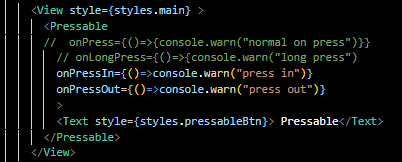 <View style={styles.main} >
<Pressable
//  onPress={()=>{console.warn("normal on press")}}
// onLongPress={()=>{console.warn("long press")
onPressIn={()=>console.warn("press in")}
onPressOut={()=>console.warn("press out")}
>
<Text style={styles.pressableBtn}> Pressable</Text>
</Pressable>
</View>